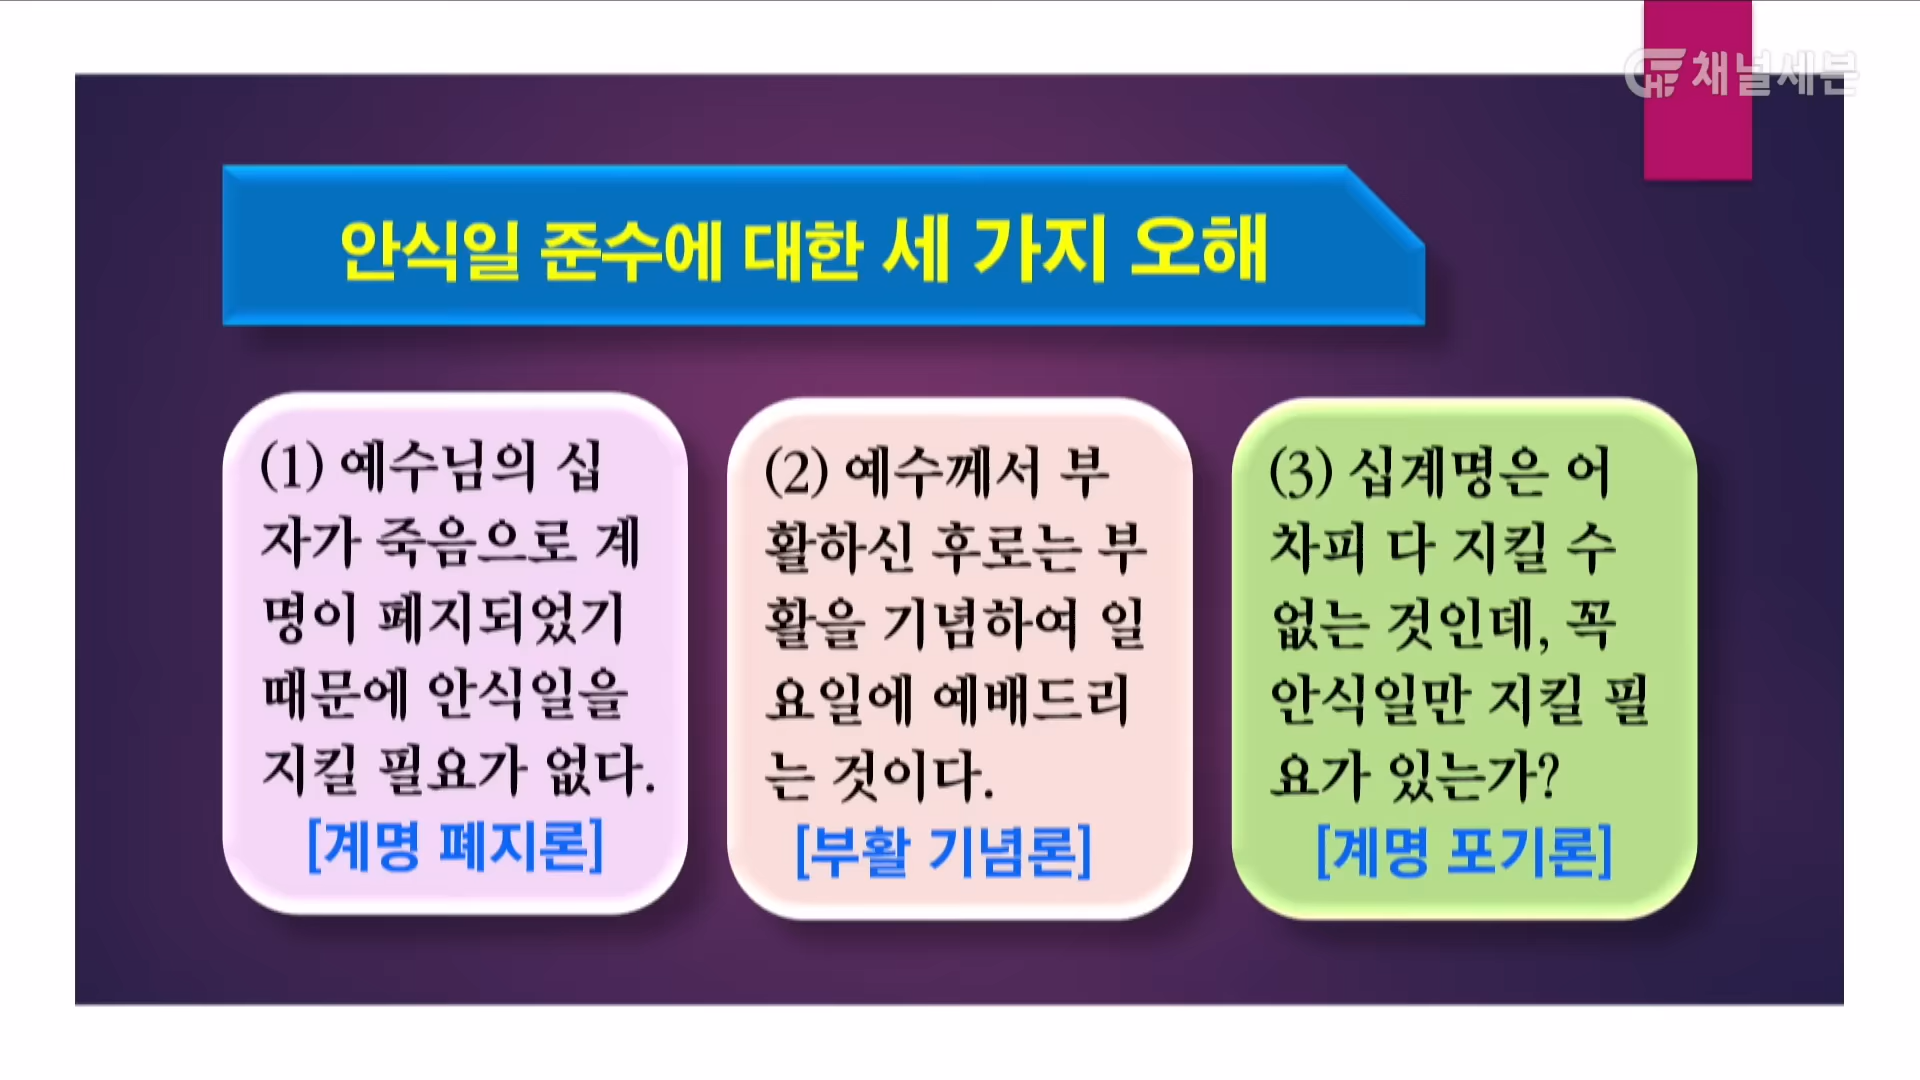 채널세븐
안식일 준수에 대한 세 가지 오해
(1) 예수님의 십
자가 죽음으로 계
명이 폐지되었기
때문에 안식일을
지킬 필요가 없다.
[계명 폐지론]
(2) 예수께서 부
활하신 후로는 부
활을 기념하여 일
요일에 예배드리
는 것이다.
[부활 기념론]
(3) 십계명은 어
차피 다 지킬 수
없는 것인데, 꼭
안식일만 지킬 필
요가 있는가?
[계명 포기론]